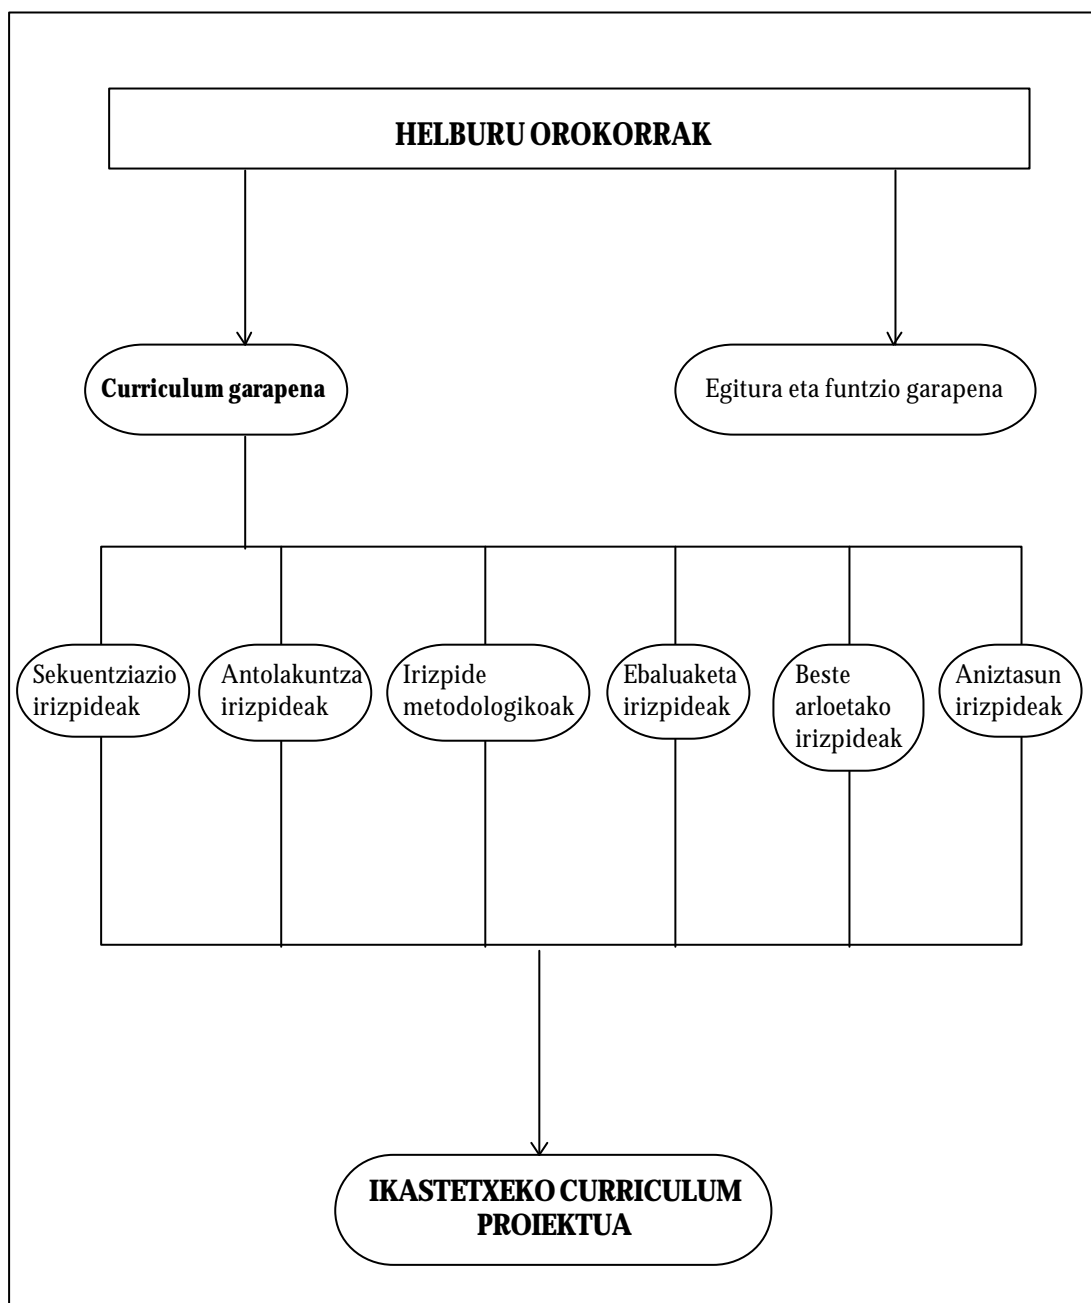 HELBURU OROKORRAK
Curriculum garapena
Egitura eta funtzio garapena
Sekuentziazio
irizpideak
Antolakuntza
irizpideak
Irizpide
metodologikoak
Ebaluaketa
irizpideak
Beste
arloetako
irizpideak
Aniztasun
irizpideak
IKASTETXEKO CURRICULUM
PROIEKTUA